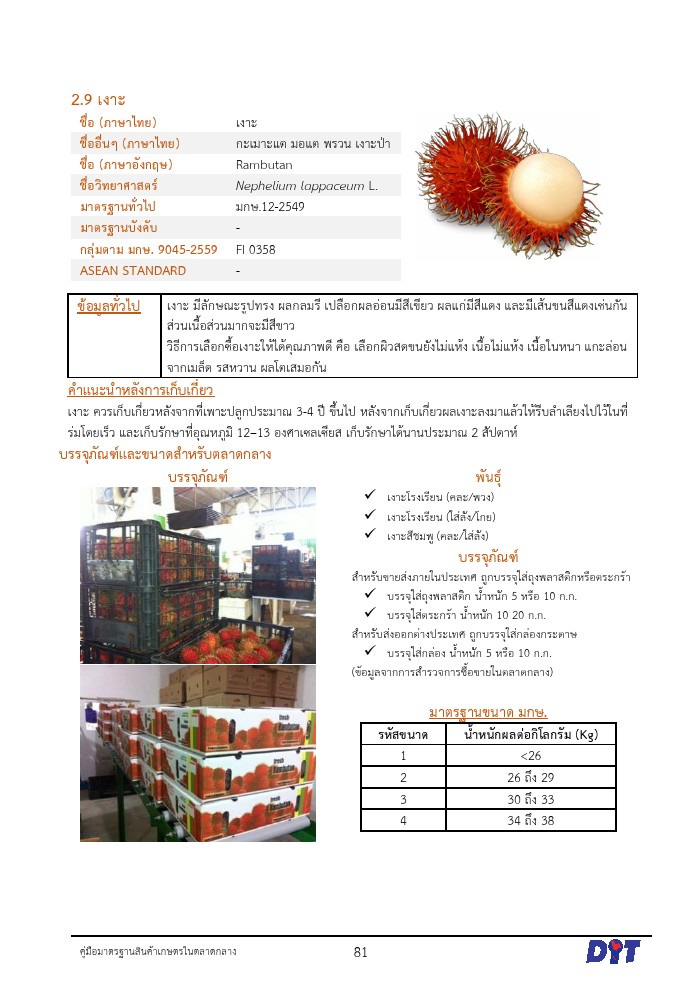 2.9 เงาะ
ชื่อ (ภาษาไทย) เงาะ
ชื่ออื่นๆ (ภาษาไทย) กะเมาะแต มอแต พรวน เงาะป่า
ชื่อ (ภาษาอังกฤษ) Rambutan
ชื่อวิทยาศาสตร์ Nephelium lappaceum L.
มาตรฐานทั่วไป มกษ.12-2549
มาตรฐานบังคับ -
กลุ่มตาม มกษ. 9045-2559 FI 0358
ASEAN STANDARD -
ข้อมูลทั่วไป เงาะ มีลักษณะรูปทรง ผลกลมรี เปลือกผลอ่อนมีสีเขียว ผลแก่มีสีแดง และมีเส้นขนสีแดงเช่นกัน
ส่วนเนื้อส่วนมากจะมีสีขาว
วิธีการเลือกซื้อเงาะให้ได้คุณภาพดี คือ เลือกผิวสดขนยังไม่แห้ง เนื้อไม่แห้ง เนื้อในหนา แกะล่อน
จากเมล็ด รสหวาน ผลโตเสมอกัน
คำแนะนำหลังการเก็บเกี่ยว
เงาะ ควรเก็บเกี่ยวหลังจากที่เพาะปลูกประมาณ 3-4 ปี ขึ้นไป หลังจากเก็บเกี่ยวผลเงาะลงมาแล้วให้รีบลำเลียงไปไว้ในที่
ร่มโดยเร็ว และเก็บรักษาที่อุณหภูมิ 12–13 องศาเซลเซียส เก็บรักษาได้นานประมาณ 2 สัปดาห์
บรรจุภัณฑ์และขนาดสำหรับตลาดกลาง
บรรจุภัณฑ์
พันธุ์
✓ เงาะโรงเรียน (คละ/พวง)
✓ เงาะโรงเรียน (ใส่ลัง/โกย)
✓ เงาะสีชมพู (คละ/ใส่ลัง)
บรรจุภัณฑ์
สำหรับขายส่งภายในประเทศ ถูกบรรจุใส่ถุงพลาสติกหรือตระกร้า
✓ บรรจุใส่ถุงพลาสติก น้ำหนัก 5 หรือ 10 ก.ก.
✓ บรรจุใส่ตระกร้า น้ำหนัก 10 20 ก.ก.
สำหรับส่งออกต่างประเทศ ถูกบรรจุใส่กล่องกระดาษ
✓ บรรจุใส่กล่อง น้ำหนัก 5 หรือ 10 ก.ก.
(ข้อมูลจากการสำรวจการซื้อขายในตลาดกลาง)
fresh
Rambutan
fresh
Rambutan
fresh
Rambutan
มาตรฐานขนาด มกษ.
รหัสขนาด น้ำหนักผลต่อกิโลกรัม (Kg)
1 <26
2 26 ถึง 29
3 30 ถึง 33
4 34 ถึง 38
คู่มือมาตรฐานสินค้าเกษตรในตลาดกลาง 81 DIT